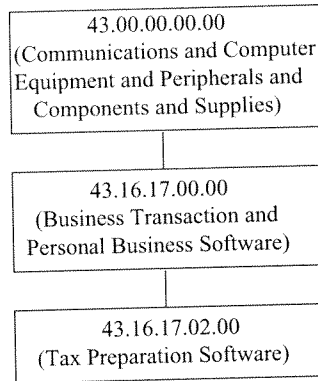 43.00.00.00.00
(Communications and Computer
Equipment and Peripherals and
Components and Supplies)
43.16.17.00.00
(Business Transaction and
Personal Business Software)
43.16.17.02.00
(Tax Preparation Software)